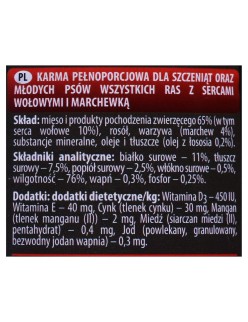 PL KARMA PEŁNOPORCJOWA DLA SZCZENIĄT ORAZ
MŁODYCH PSÓW WSZYSTKICH RAS Z SERCAMI
WOŁOWYMI I MARCHEWKĄ
Skład: mięso i produkty pochodzenia zwierzęcego 65% (w tym
serca wołowe 10%), rosół, warzywa (marchew 4%),
substancje mineralne, oleje i tłuszcze (olej z łososia 0,2%).
Składniki analityczne: białko surowe – 11%, tłuszcz
surowy – 7,5%, popiół surowy – 2,5%, włókno surowe – 0,5%,
wilgotność – 76%, wapń – 0,3%, fosfor – 0,25%.
Dodatki: dodatki dietetyczne/kg: Witamina D3 – 450 IU,
Witamina E – 40 mg, Cynk (tlenku cynku) – 30 mg, Mangan
(tlenek manganu (II)) – 2 mg, Miedź (siarczan miedzi (II),
pentahydrat) – 0,4 mg, Jod (powlekany, granulowany,
bezwodny jodan wapnia) – 0,3 mg.